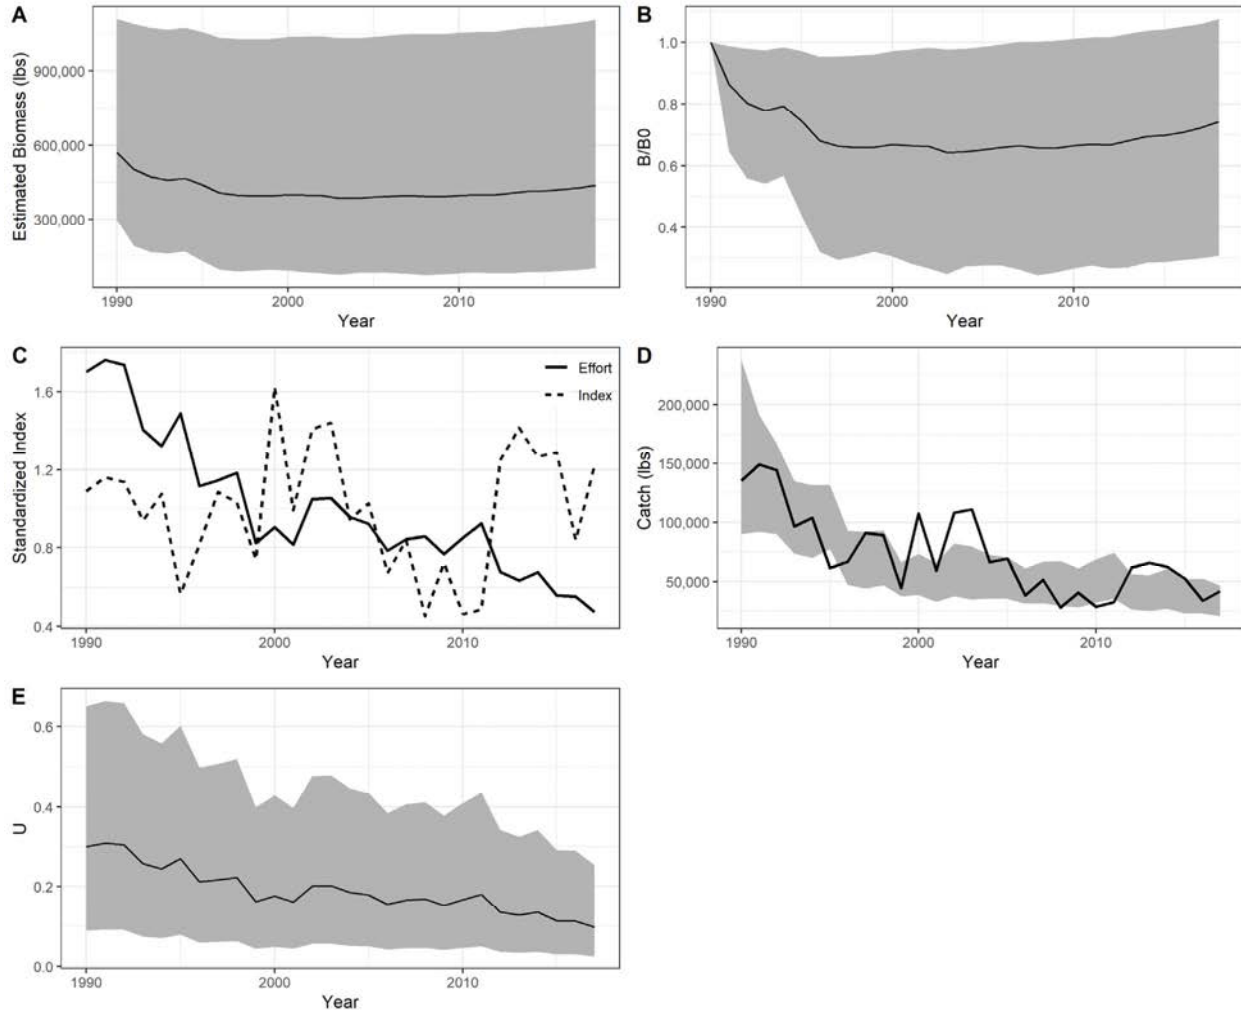 A
Estimated Biomass (lbs)
900,000
600,000
300,000
1990
2000
2010
Year
B
B/B0
1.0
0.8
0.6
0.4
1990
2000
2010
Year
C
Standardized Index
1.6
1.2
0.8
0.4
Effort
Index
1990
2000
2010
Year
D
Catch (lbs)
200,000
150,000
100,000
50,000
1990
2000
2010
Year
E
U
0.6
0.4
0.2
0.0
1990
2000
2010
Year